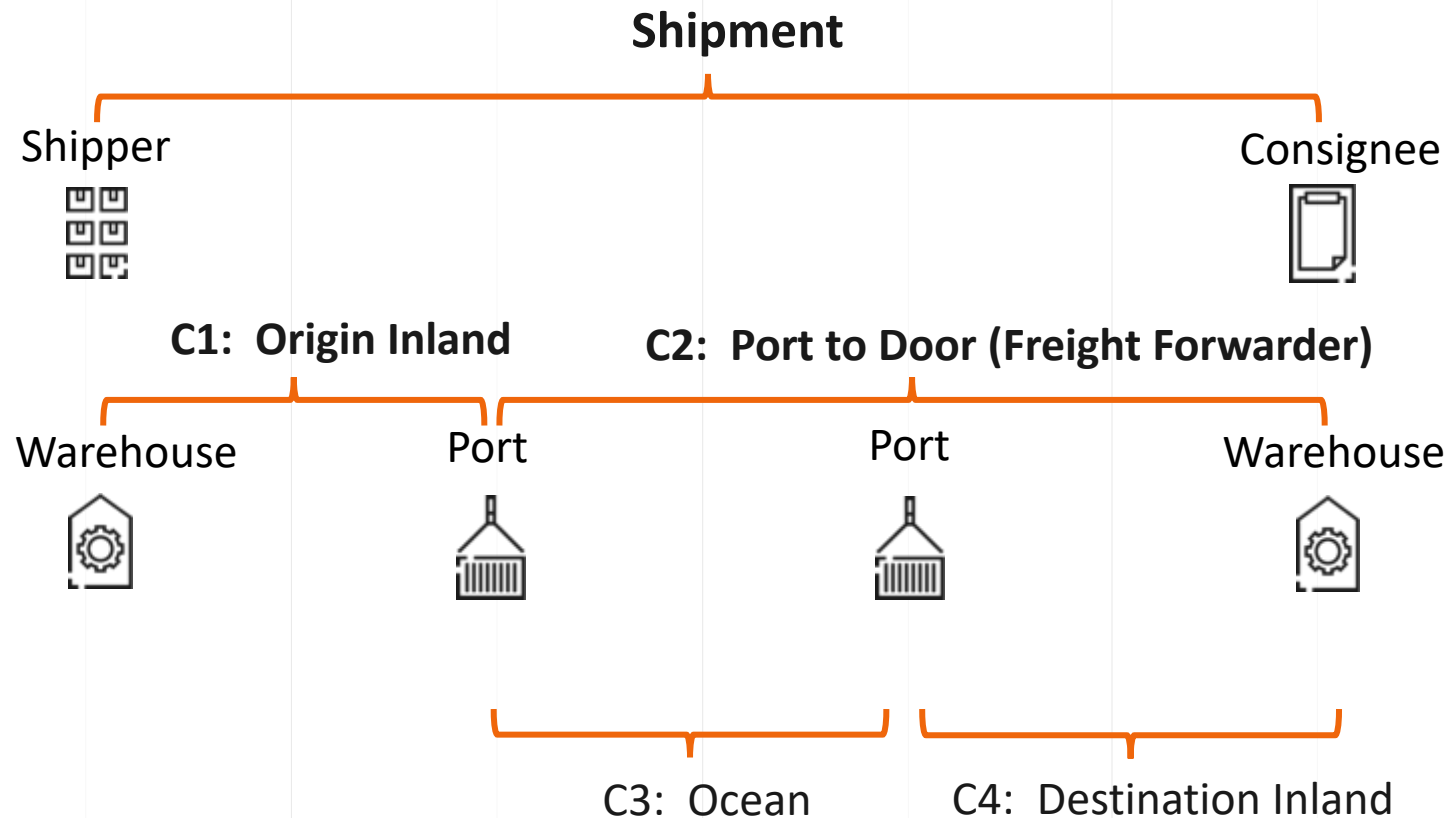 Shipment
Shipper
Consignee
C1: Origin Inland
C2: Port to Door (Freight Forwarder)
Warehouse
Port
Port
Warehouse
C3: Ocean
C4: Destination Inland